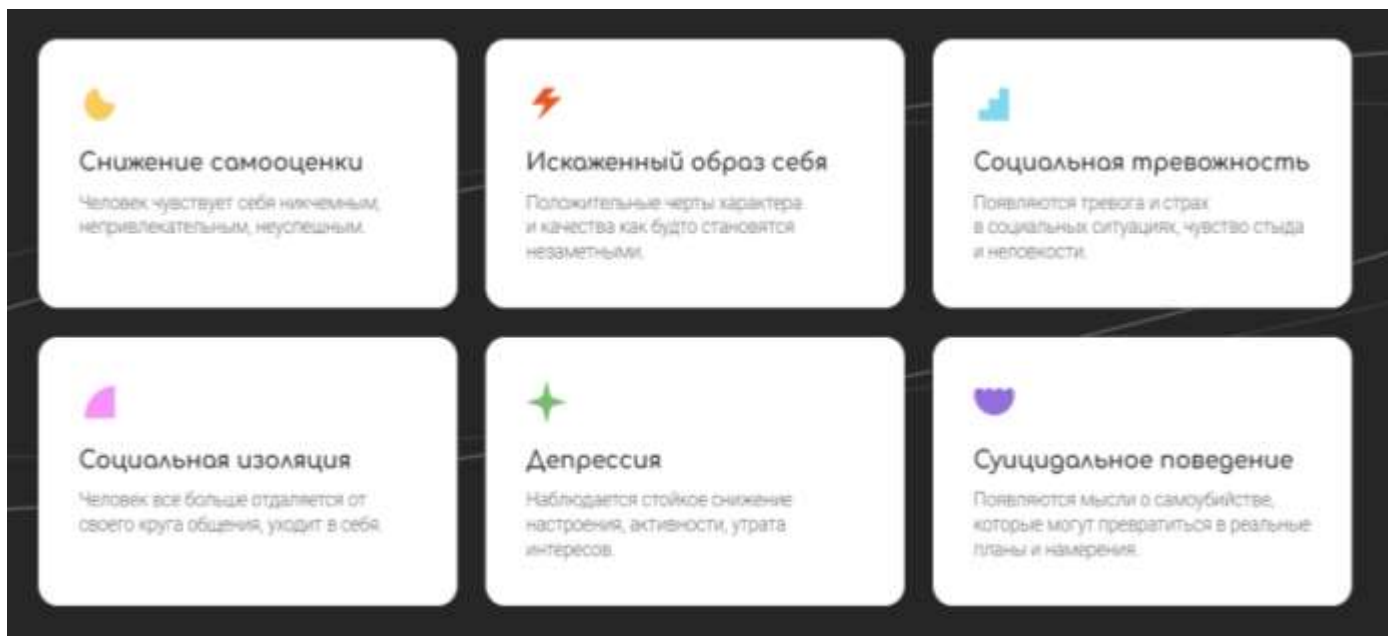 Снижение самооценки
Человек чувствует себя никчемным,
непривлекательным, неуспешным.
Искаженный образ себя
Положительные черты характера
и качества как будто становятся
незаметными.
Социальная тревожность
Появляются тревога и страх
в социальных ситуациях, чувство стыда
и неловкости.
Социальная изоляция
Человек все больше отдаляется от
своего круга общения, уходит в себя.
Депрессия
Наблюдается стойкое снижение
настроения, активности, утрата
интересов.
Суицидальное поведение
Появляются мысли о самоубийстве,
которые могут превратиться в реальные
планы и намерения.